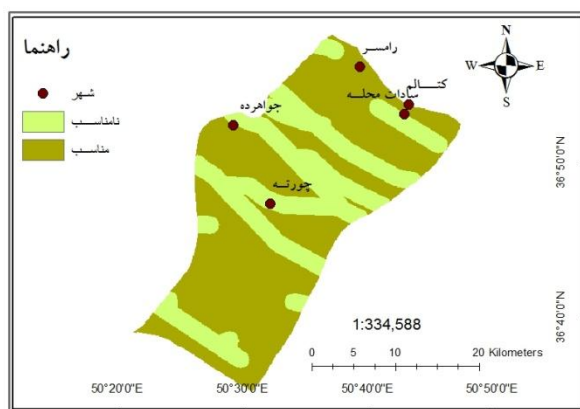 راهنما
شهر
نامناسب
مناسب
رامسر
کتالم
سادات محله
جواهرده
چورته
N
W E
S
36°50'0"N
36°40'0"N
1:334,588
0 5 10 20 Kilometers
50°20'0"E 50°30'0"E 50°40'0"E 50°50'0"E